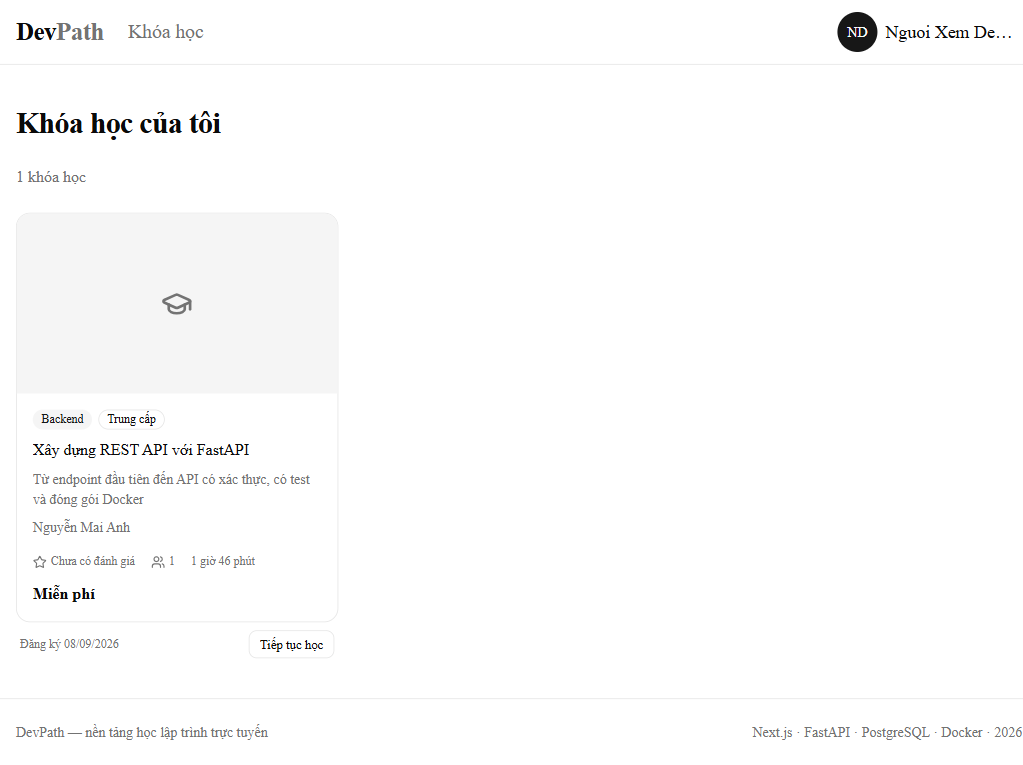 DevPath Khóa học
ND Nguoi Xem De…
Khóa học của tôi
1 khóa học
Backend Trung cấp
Xây dựng REST API với FastAPI
Từ endpoint đầu tiên đến API có xác thực, có test
và đóng gói Docker
Nguyễn Mai Anh
Chưa có đánh giá 1 1 giờ 46 phút
Miễn phí
Đăng ký 08/09/2026 Tiếp tục học
DevPath — nền tảng học lập trình trực tuyến
Next.js · FastAPI · PostgreSQL · Docker · 2026